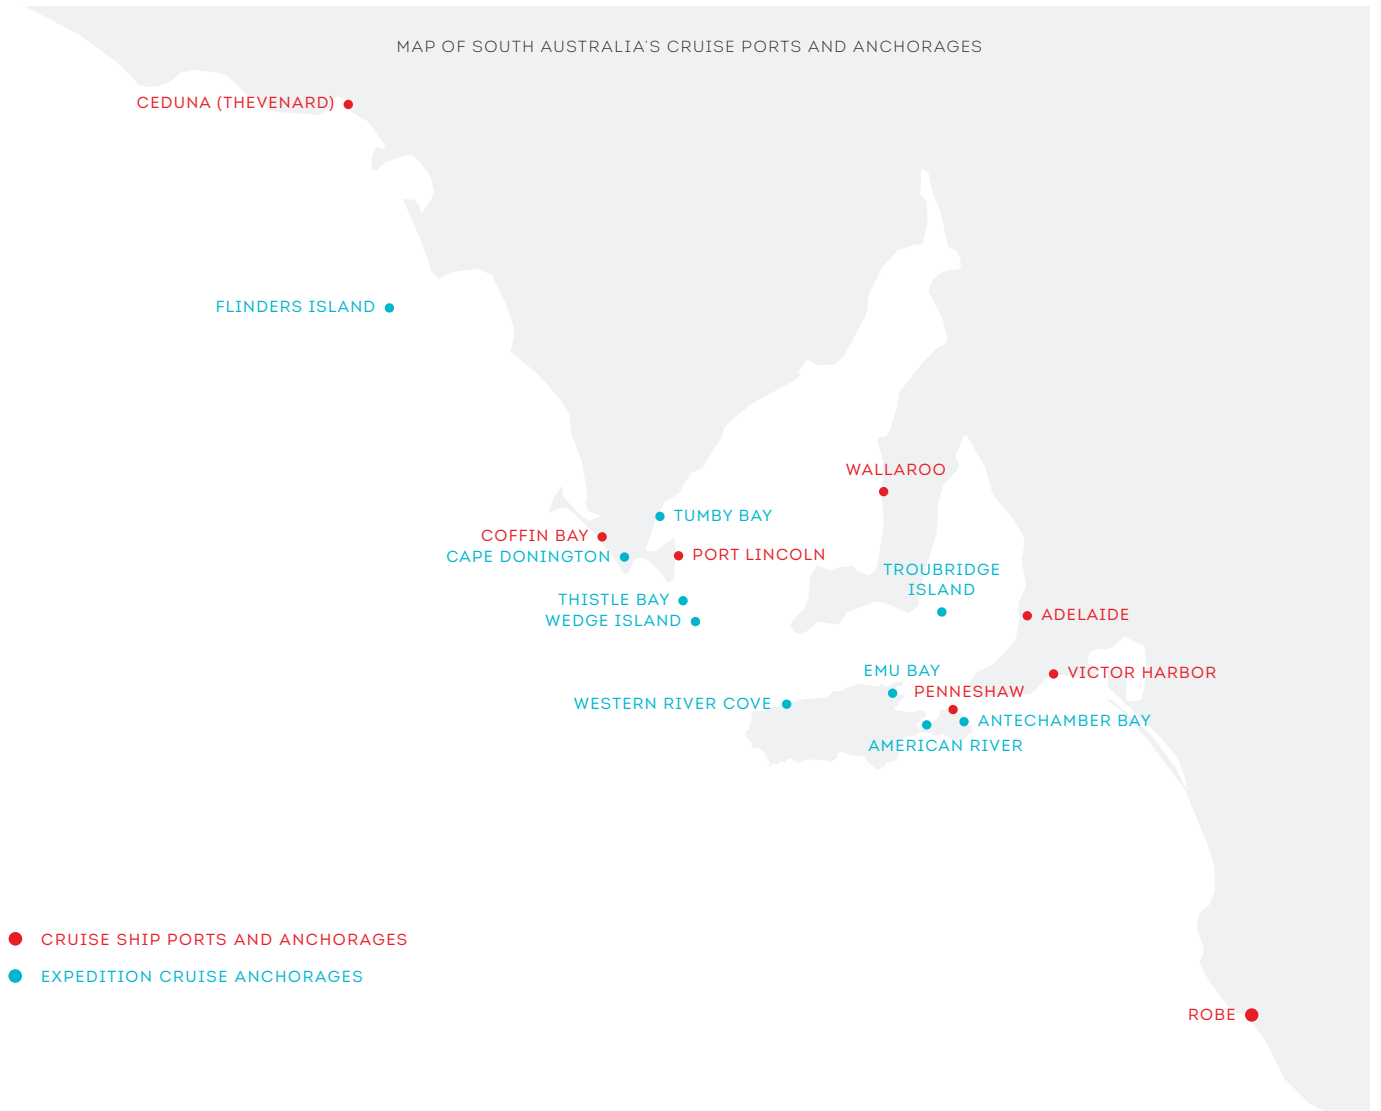 MAP OF SOUTH AUSTRALIA'S CRUISE PORTS AND ANCHORAGES
CEDUNA (THEVENARD)
FLINDERS ISLAND
WALLAROO
TUMBY BAY
COFFIN BAY
CAPE DONINGTON
PORT LINCOLN
TROUBRIDGE
ISLAND
THISTLE BAY
WEDGE ISLAND
ADELAIDE
EMU BAY
VICTOR HARBOR
PENNESHAW
WESTERN RIVER COVE
ANTECHAMBER BAY
AMERICAN RIVER
CRUISE SHIP PORTS AND ANCHORAGES
EXPEDITION CRUISE ANCHORAGES
ROBE